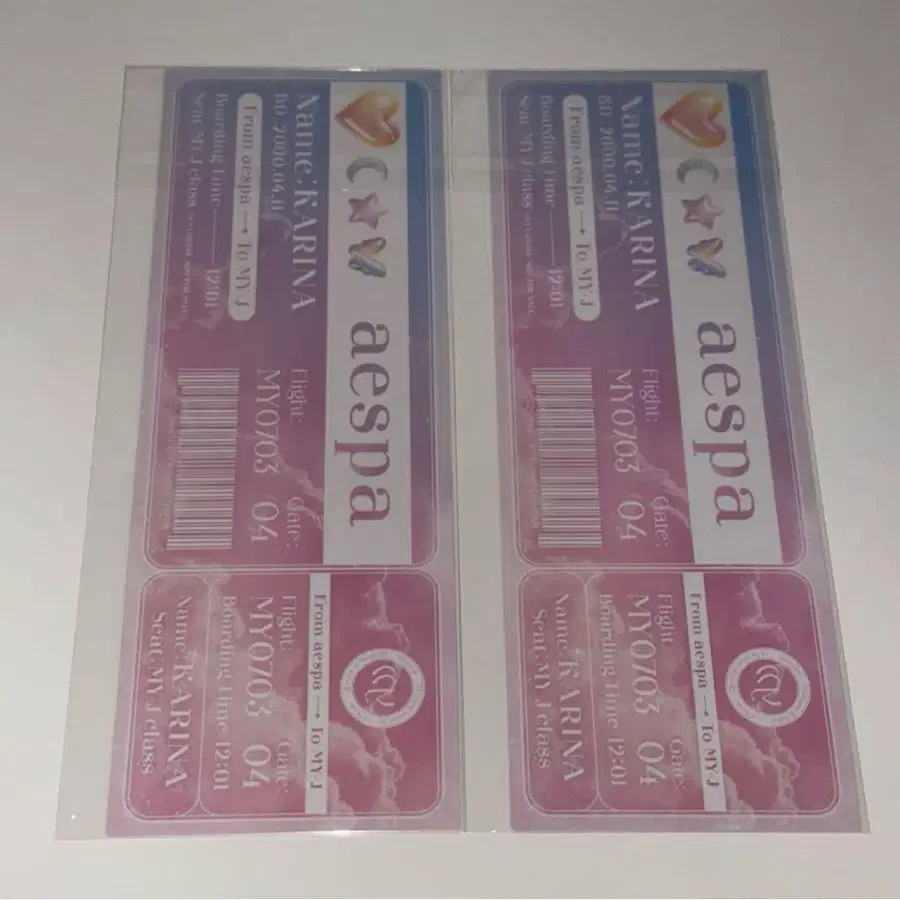 aespa
Name:KARINA
BD: 2000.04.11
From aespa → To MY-J
Boarding Time — 12:01
Seat: MY J class
Flight: Gate:
MY0703 04
From aespa → To MY J
Flight: Gate:
MY0703 04
Boarding Time 12:01
Name:KARINA
Seat:MY J class
aespa
Name:KARINA
BD: 2000.04.11
From aespa → To MY-J
Boarding Time — 12:01
Seat: MY J class
Flight: Gate:
MY0703 04
From aespa → To MY J
Flight: Gate:
MY0703 04
Boarding Time 12:01
Name:KARINA
Seat:MY J class